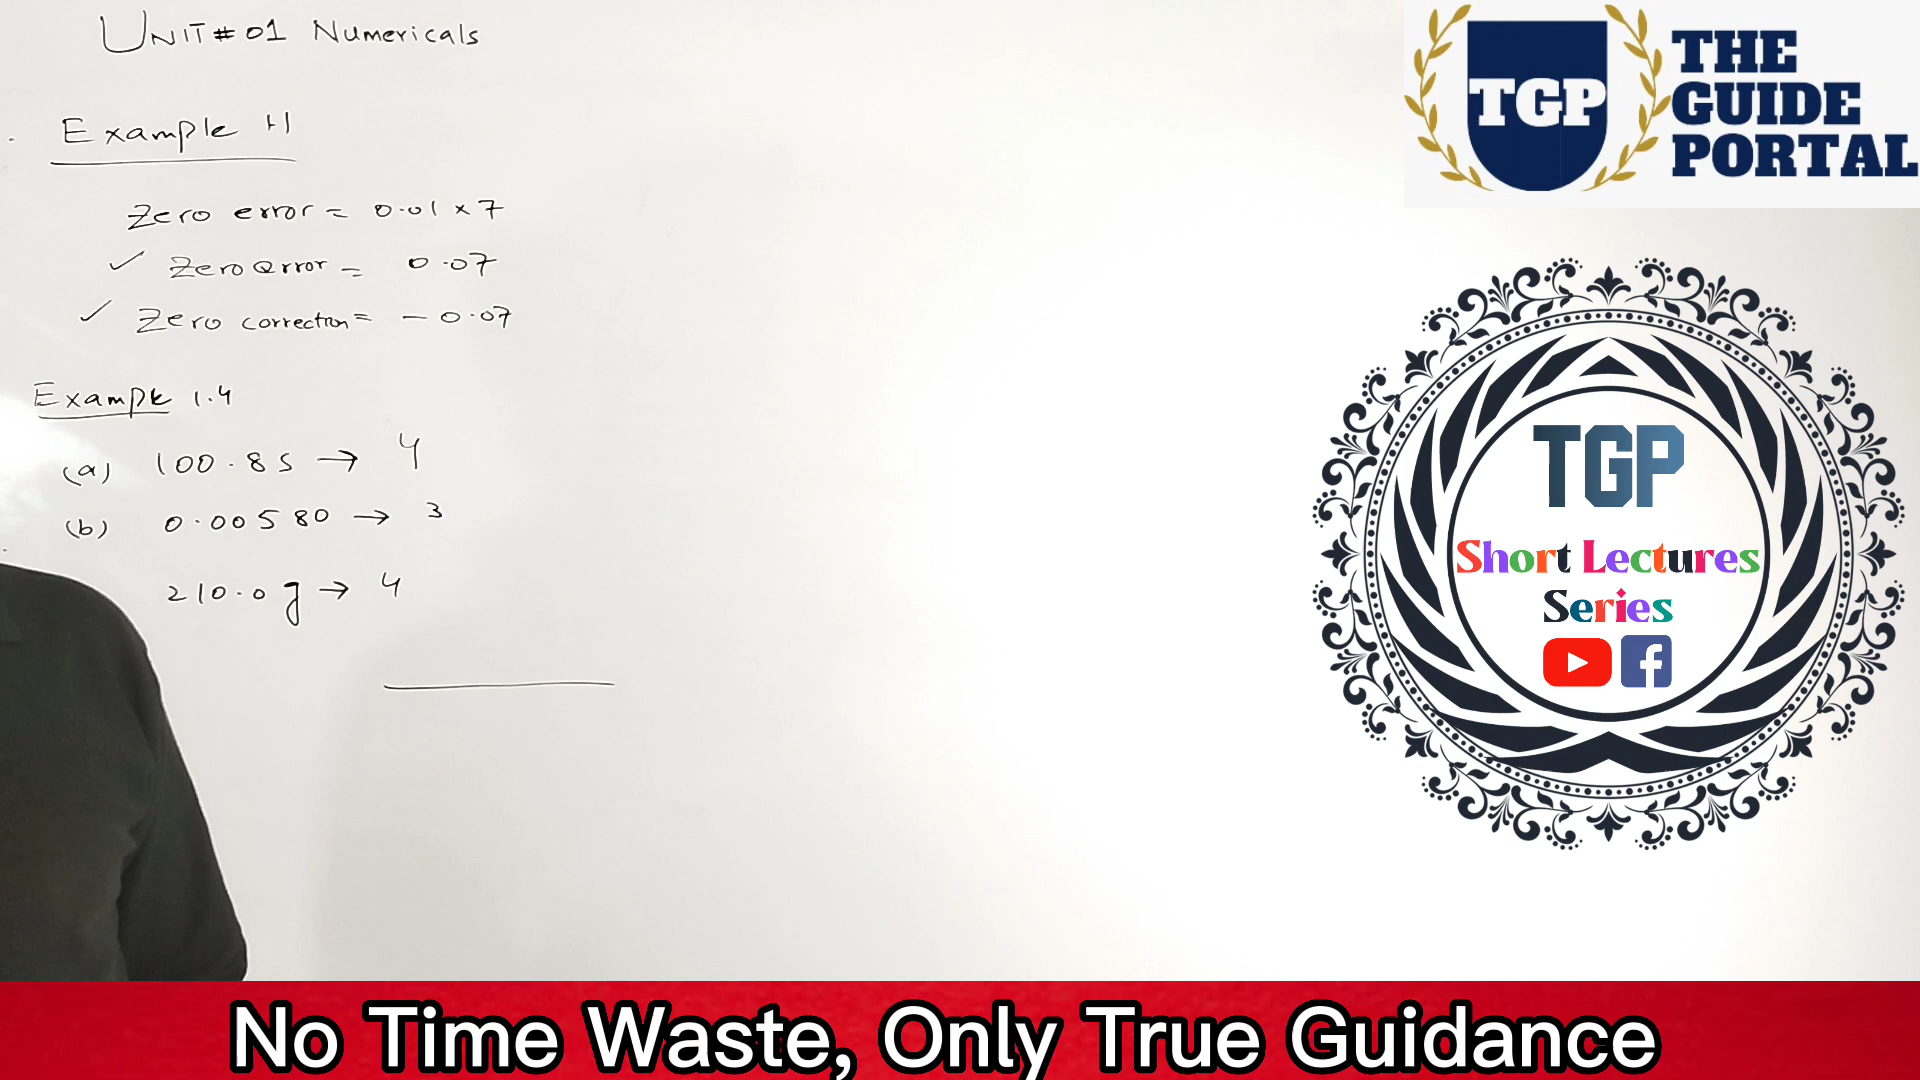 UNIT # 01 Numericals
Example 1.1
Zero error = 0.01 × 7
✓ Zero error = 0.07
✓ Zero correction = - 0.07
Example 1.4
(a) 100.8 s → 4
(b) 0.00580 → 3
210.0 g → 4
TGP
THE
GUIDE
PORTAL
TGP
Short Lectures
Series
No Time Waste, Only True Guidance